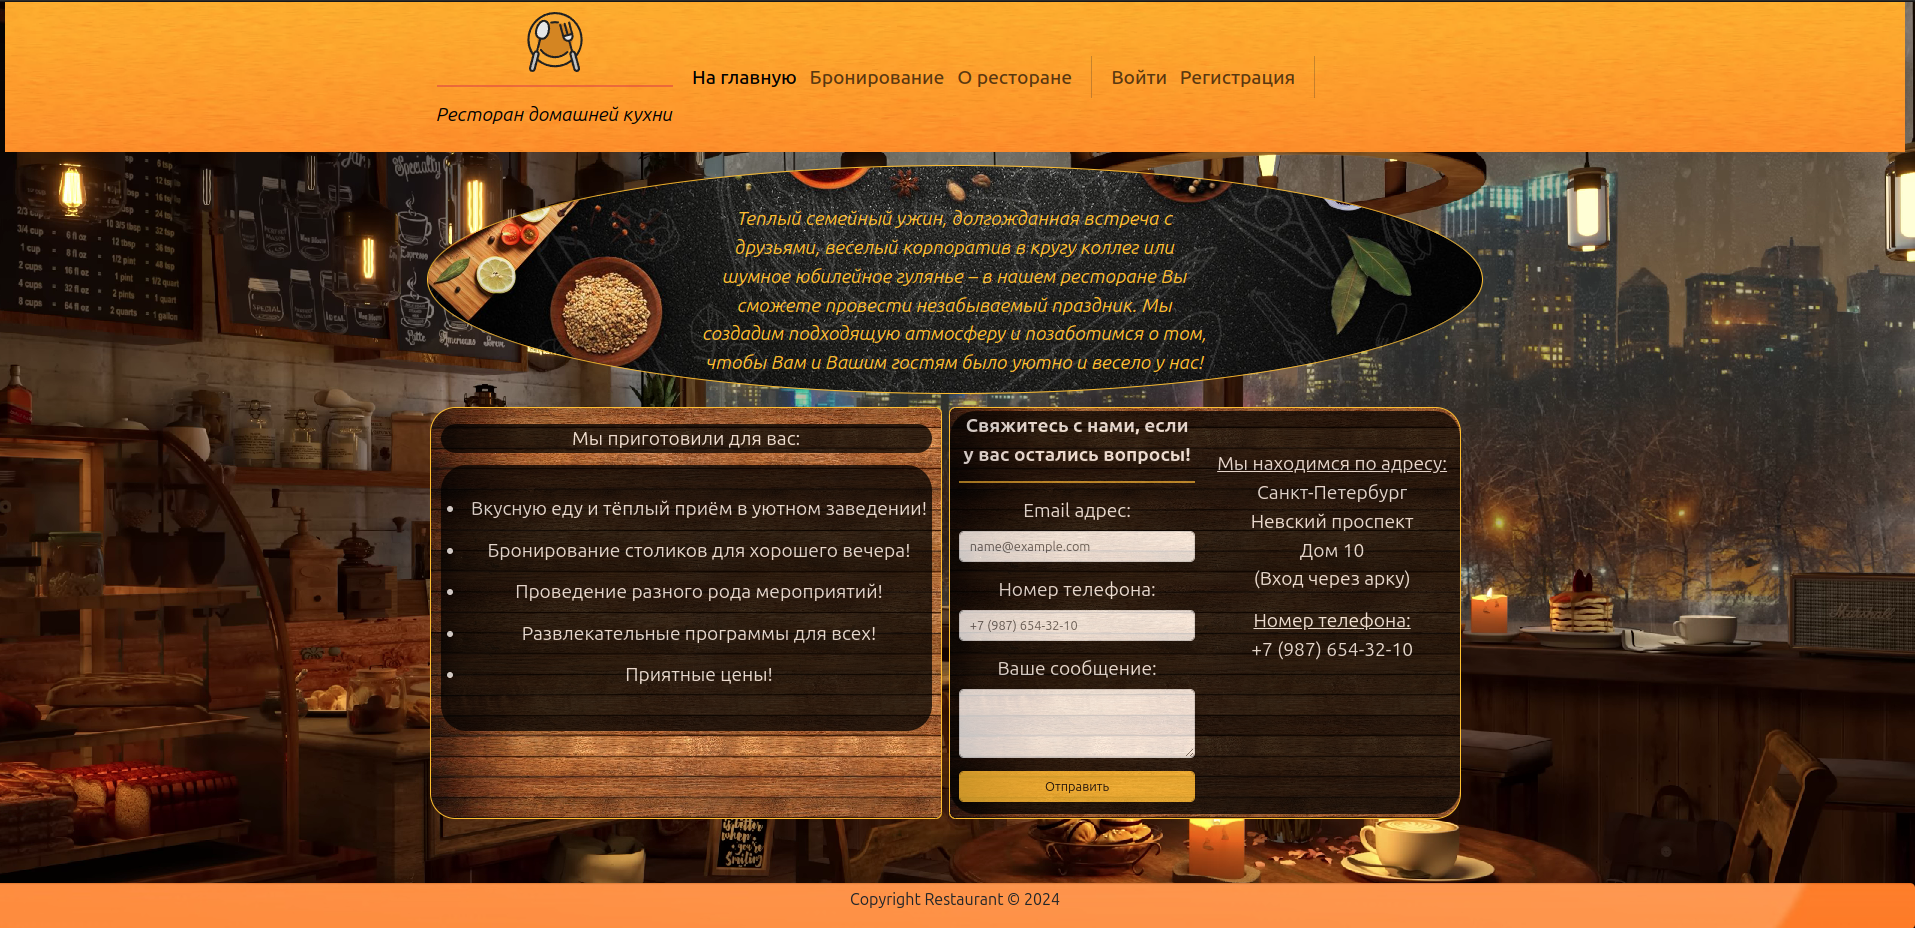 На главную Бронирование О ресторане Войти Регистрация
Ресторан домашней кухни
Specialty
Теплый семейный ужин, долгожданная встреча с
друзьями, веселый корпоратив в кругу коллег или
шумное юбилейное гулянье – в нашем ресторане Вы
сможете провести незабываемый праздник. Мы
создадим подходящую атмосферу и позаботимся о том,
чтобы Вам и Вашим гостям было уютно и весело у нас!
Мы приготовили для вас:
Вкусную еду и тёплый приём в уютном заведении!
Бронирование столиков для хорошего вечера!
Проведение разного рода мероприятий!
Развлекательные программы для всех!
Приятные цены!
Свяжитесь с нами, если
у вас остались вопросы!
Email адрес:
name@example.com
Номер телефона:
+7 (987) 654-32-10
Ваше сообщение:
Отправить
Мы находимся по адресу:
Санкт-Петербург
Невский проспект
Дом 10
(Вход через арку)
Номер телефона:
+7 (987) 654-32-10
Marshall
Copyright Restaurant © 2024